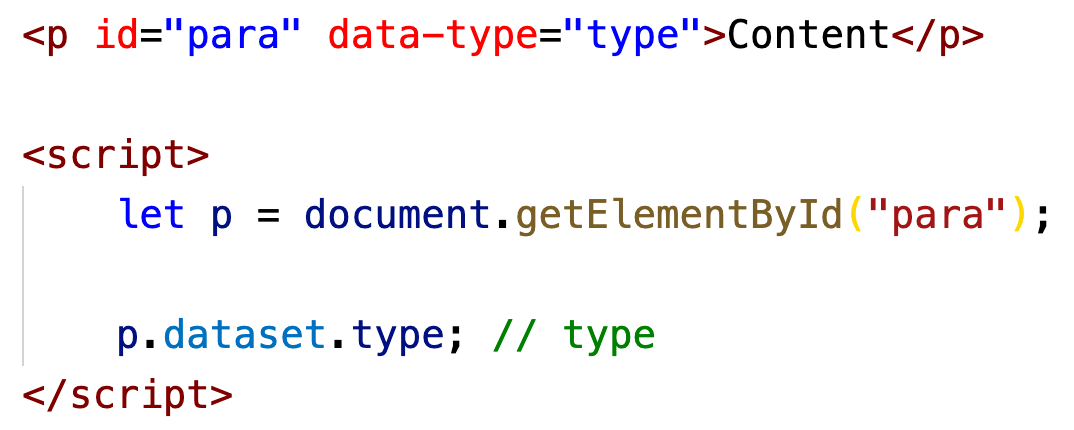 <p id="para" data-type="type">Content</p>
<script>
let p = document.getElementById("para");
p.dataset.type; // type
</script>